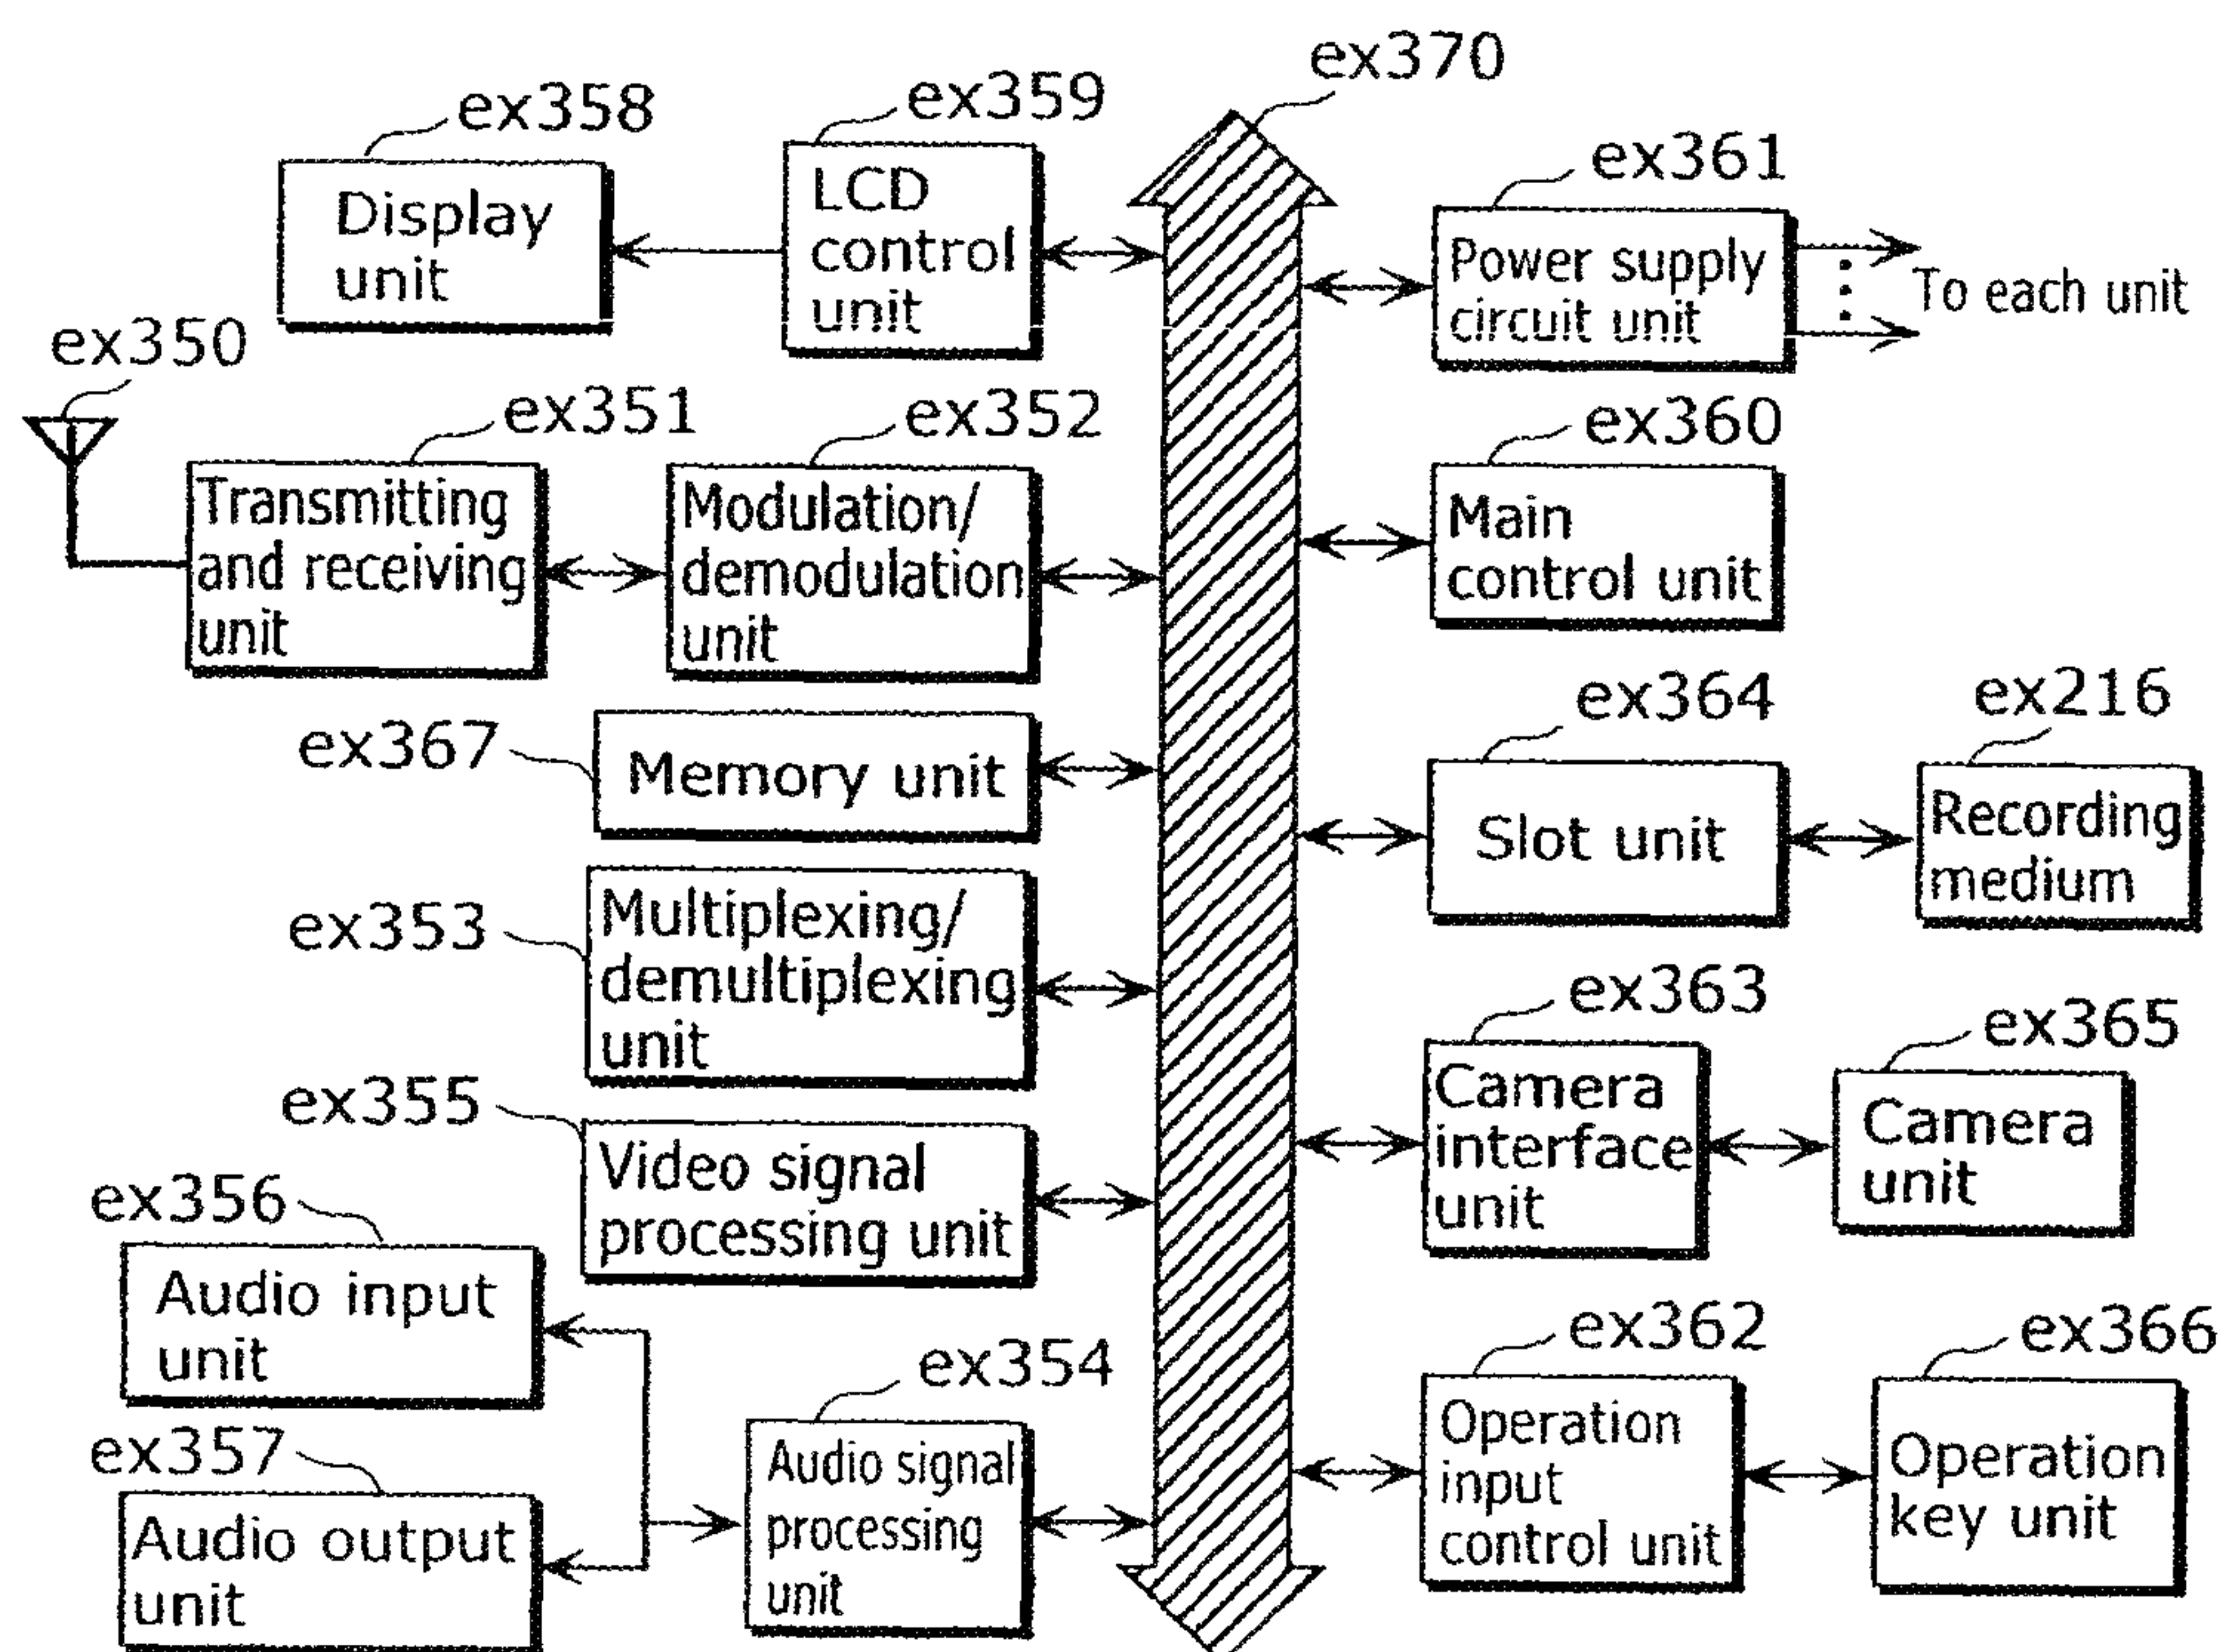 ex370
ex358
ex359
ex361
Display
unit
LCD
control
unit
Power supply
circuit unit
To each unit
ex350
ex351
ex352
ex360
Transmitting
and receiving
unit
Modulation/
demodulation
unit
Main
control unit
ex367
Memory unit
ex364
ex216
Slot unit
Recording
medium
ex353
Multiplexing/
demultiplexing
unit
ex363
ex365
Camera
interface
unit
Camera
unit
ex355
Video signal
processing unit
ex356
Audio input
unit
ex354
ex362
ex366
ex357
Audio output
unit
Audio signal
processing
unit
Operation
input
control unit
Operation
key unit